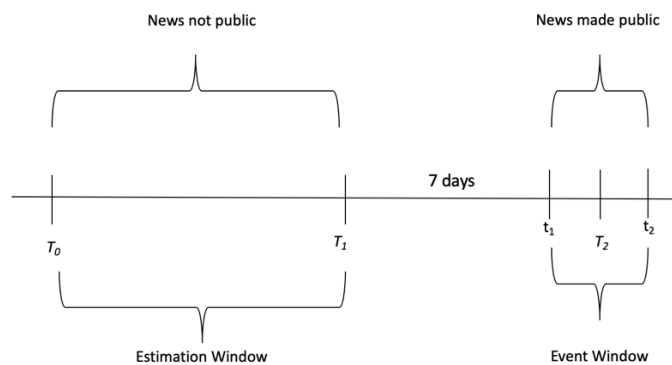 News not public
News made public
7 days
T₀
T₁
t₁
T₂
t₂
Estimation Window
Event Window